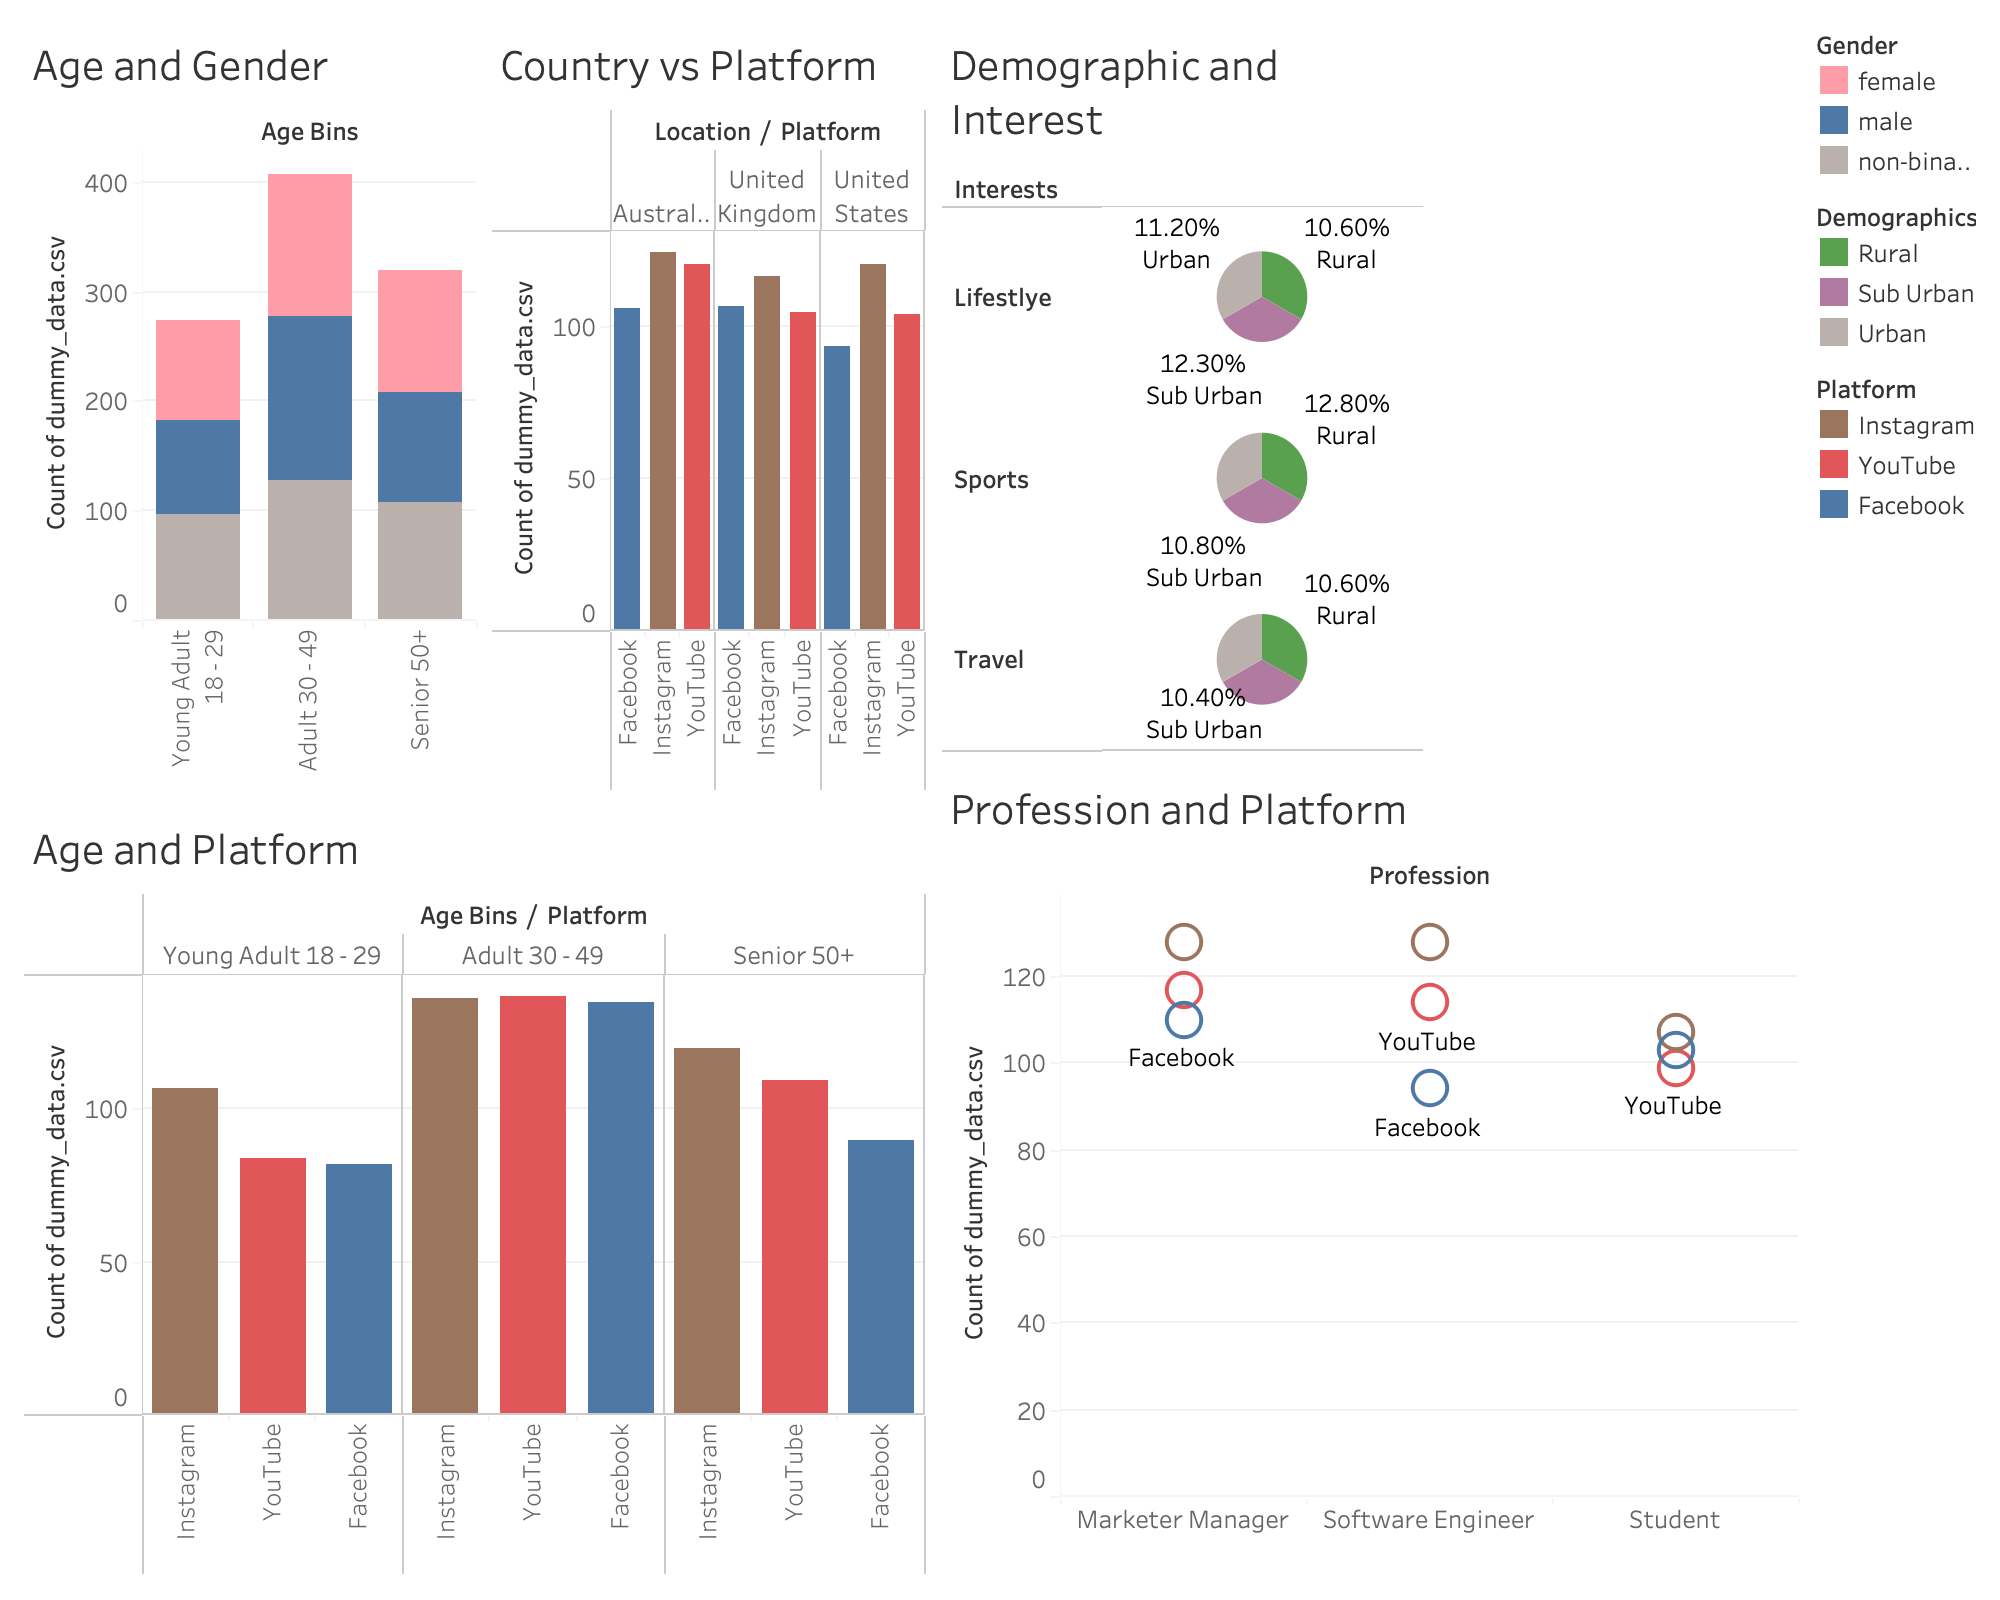 Age and Gender
Age Bins
Count of dummy_data.csv
400
300
200
100
0
Young Adult
18 - 29
Adult 30 - 49
Senior 50+
Country vs Platform
Location / Platform
Austral..
United
Kingdom
United
States
Count of dummy_data.csv
100
50
0
Facebook
Instagram
YouTube
Facebook
Instagram
YouTube
Facebook
Instagram
YouTube
Demographic and
Interest
Interests
Lifestlye
11.20%
Urban
10.60%
Rural
12.30%
Sub Urban
Sports
12.80%
Rural
10.80%
Sub Urban
Travel
10.60%
Rural
10.40%
Sub Urban
Gender
female
male
non-bina..
Demographics
Rural
Sub Urban
Urban
Platform
Instagram
YouTube
Facebook
Age and Platform
Age Bins / Platform
Young Adult 18 - 29
Adult 30 - 49
Senior 50+
Count of dummy_data.csv
100
50
0
Instagram
YouTube
Facebook
Instagram
YouTube
Facebook
Instagram
YouTube
Facebook
Profession and Platform
Profession
Count of dummy_data.csv
120
100
80
60
40
20
0
Facebook
YouTube
Facebook
YouTube
Marketer Manager
Software Engineer
Student